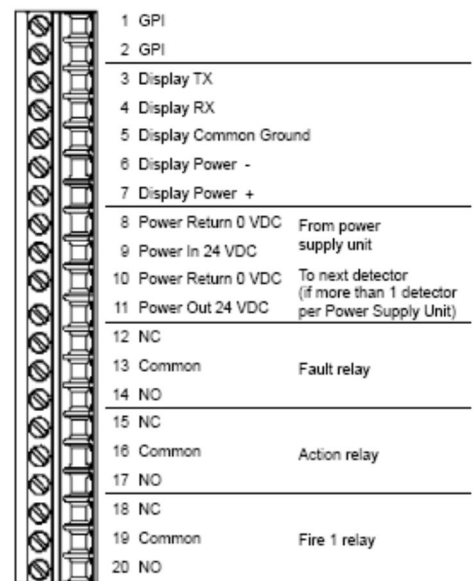 1 GPI
2 GPI
3 Display TX
4 Display RX
5 Display Common Ground
6 Display Power -
7 Display Power +
8 Power Return 0 VDC
9 Power In 24 VDC
From power
supply unit
10 Power Return 0 VDC
11 Power Out 24 VDC
To next detector
(if more than 1 detector
per Power Supply Unit)
12 NC
13 Common
14 NO
Fault relay
15 NC
16 Common
17 NO
Action relay
18 NC
19 Common
20 NO
Fire 1 relay